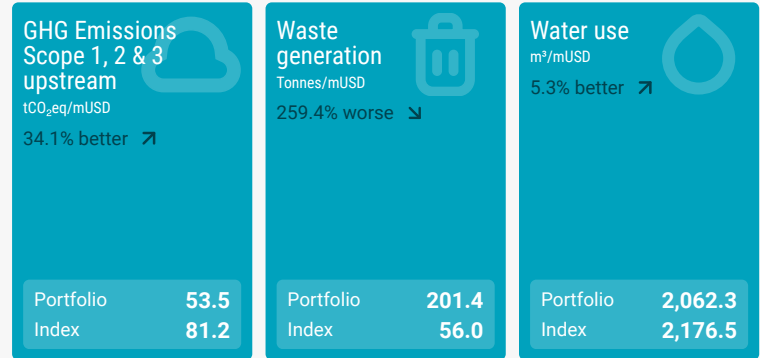 GHG Emissions
Scope 1, 2 & 3
upstream
tCO₂eq/mUSD
34.1% better
Portfolio 53.5
Index 81.2
Waste
generation
Tonnes/mUSD
259.4% worse
Portfolio 201.4
Index 56.0
Water use
m³/mUSD
5.3% better
Portfolio 2,062.3
Index 2,176.5